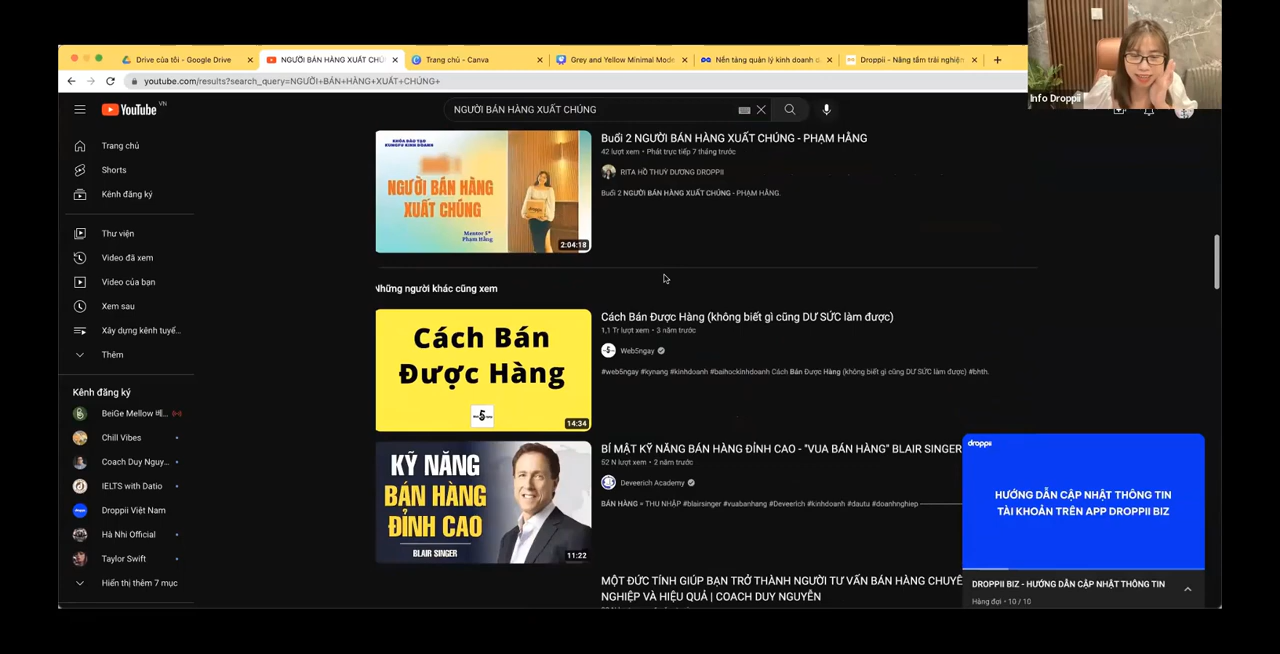 Drive của tôi - Google Drive
NGƯỜI BÁN HÀNG XUẤT CHÚ
Trang chủ - Canva
Grey and Yellow Minimal Mode
Nền tảng quản lý kinh doanh d
Droppii - Nâng tầm trải nghiệm
youtube.com/results?search_query=NGƯỜI+BÁN+HÀNG+XUẤT+CHÚNG+
Info Droppii
YouTube VN
NGƯỜI BÁN HÀNG XUẤT CHÚNG
Trang chủ
Shorts
Kênh đăng ký
Thư viện
Video đã xem
Video của bạn
Xem sau
Xây dựng kênh tuyế...
Thêm
Kênh đăng ký
BeiGe Mellow 베...
Chill Vibes
Coach Duy Nguy...
IELTS with Datio
Droppii Việt Nam
Hà Nhi Official
Taylor Swift
Hiển thị thêm 7 mục
KHÓA ĐÀO TẠO
KUNGFU KINH DOANH
NGƯỜI BÁN HÀNG
XUẤT CHÚNG
Mentor 5*
Phạm Hằng
2:04:18
Buổi 2 NGƯỜI BÁN HÀNG XUẤT CHÚNG - PHẠM HẰNG
42 lượt xem • Phát trực tiếp 7 tháng trước
RITA HỒ THUỲ DƯƠNG DROPPII
Buổi 2 NGƯỜI BÁN HÀNG XUẤT CHÚNG - PHẠM HẰNG.
Những người khác cũng xem
Cách Bán
Được Hàng
5
14:34
Cách Bán Được Hàng (không biết gì cũng DƯ SỨC làm được)
1,1 Tr lượt xem • 3 năm trước
Web5ngay
#web5ngay #kynang #kinhdoanh #baihockinhdoanh Cách Bán Được Hàng (không biết gì cũng DƯ SỨC làm được) #bhth.
KỸ NĂNG
BÁN HÀNG
ĐỈNH CAO
BLAIR SINGER
11:22
BÍ MẬT KỸ NĂNG BÁN HÀNG ĐỈNH CAO - "VUA BÁN HÀNG" BLAIR SINGER
52 N lượt xem • 2 năm trước
Deveerich Academy
BÁN HÀNG = THU NHẬP #blairsinger #vuabanhang #Deveerich #kinhdoanh #dautu #doanhnghiep
MỘT ĐỨC TÍNH GIÚP BẠN TRỞ THÀNH NGƯỜI TƯ VẤN BÁN HÀNG CHUYÊ
NGHIỆP VÀ HIỆU QUẢ | COACH DUY NGUYỄN
droppii
HƯỚNG DẪN CẬP NHẬT THÔNG TIN
TÀI KHOẢN TRÊN APP DROPPII BIZ
DROPPII BIZ - HƯỚNG DẪN CẬP NHẬT THÔNG TIN
Hàng đợi • 10 / 10